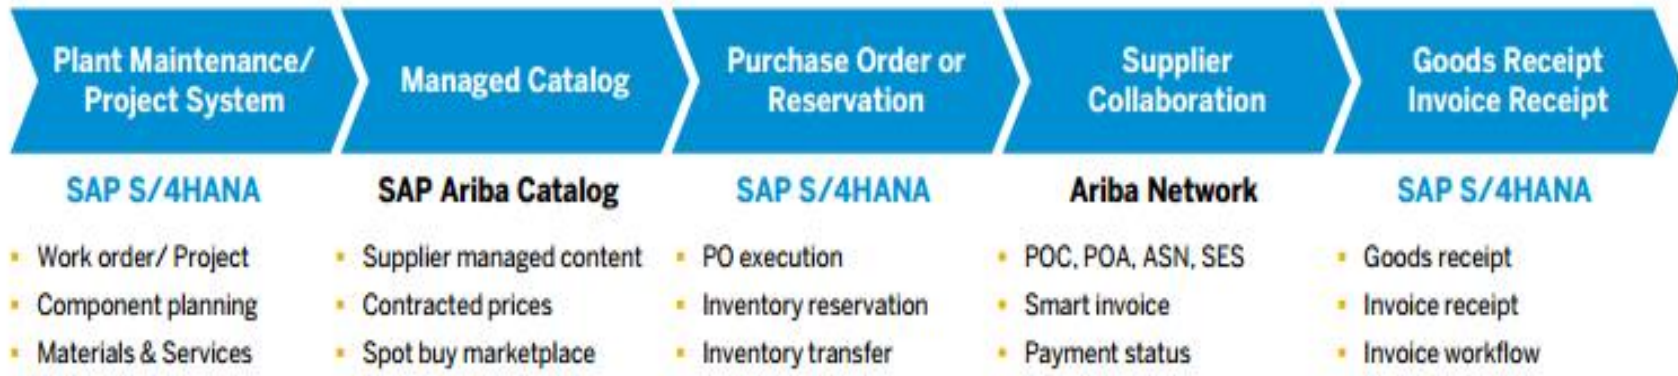 Plant Maintenance/
Project System
Managed Catalog
Purchase Order or
Reservation
Supplier
Collaboration
Goods Receipt
Invoice Receipt
SAP S/4HANA
SAP Ariba Catalog
SAP S/4HANA
Ariba Network
SAP S/4HANA
Work order/ Project
Component planning
Materials & Services
Supplier managed content
Contracted prices
Spot buy marketplace
PO execution
Inventory reservation
Inventory transfer
POC, POA, ASN, SES
Smart invoice
Payment status
Goods receipt
Invoice receipt
Invoice workflow